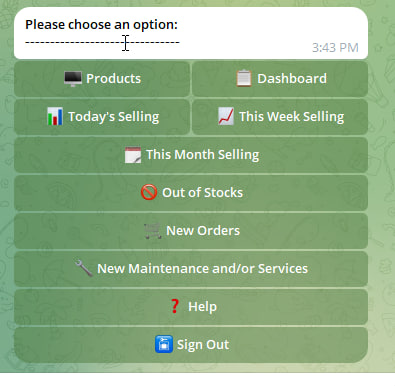 Please choose an option:
--------------------------------
3:43 PM
Products
Dashboard
Today's Selling
This Week Selling
This Month Selling
Out of Stocks
New Orders
New Maintenance and/or Services
Help
Sign Out